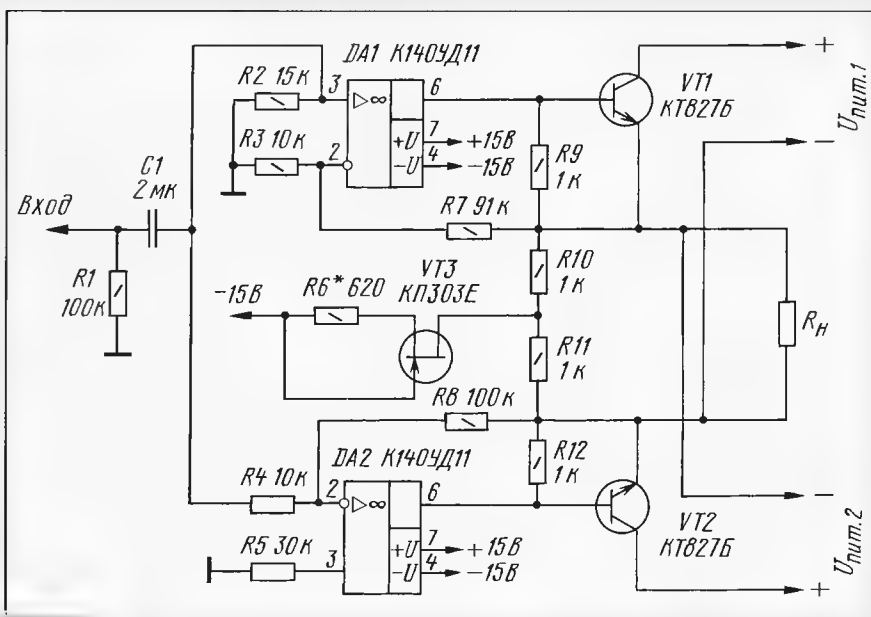 DA1 К140УД11
R2 15к
3
6
VT1
КТ827Б
+
Uпит.1
−
R3 10к
2
▷∞
+U
−U
7
4
+15В
−15В
R9
1к
C1
2 мк
Вход
R1
100к
R7 91к
VT3
КП303Е
−15В
R6* 620
R10
1к
R11
1к
Rн
R8 100к
R12
1к
DA2 К140УД11
R4 10к
2
▷∞
6
VT2
КТ827Б
−
Uпит.2
+
R5 30к
3
+U
−U
7
4
+15В
−15В